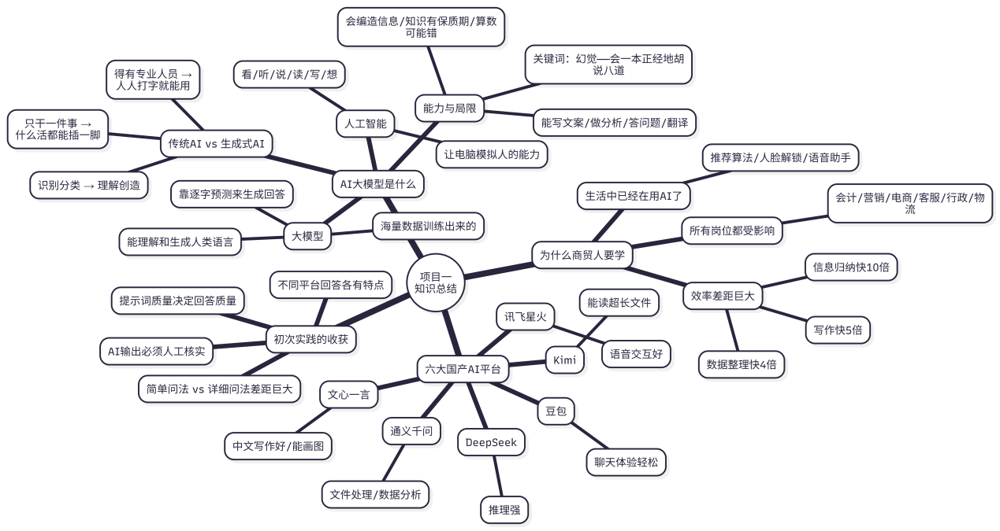 会编造信息/知识有保质期/算数
可能错
关键词：幻觉——会一本正经地胡
说八道
得有专业人员 →
人人打字就能用
看/听/说/读/写/想
能力与局限
只干一件事 →
什么活都能插一脚
人工智能
能写文案/做分析/答问题/翻译
传统AI vs 生成式AI
让电脑模拟人的能力
推荐算法/人脸解锁/语音助手
识别分类 → 理解创造
AI大模型是什么
靠逐字预测来生成回答
生活中已经在用AI了
会计/营销/电商/客服/行政/物
流
海量数据训练出来的
所有岗位都受影响
能理解和生成人类语言
大模型
为什么商贸人要学
项目一
知识总结
信息归纳快10倍
不同平台回答各有特点
提示词质量决定回答质量
效率差距巨大
能读超长文件
讯飞星火
写作快5倍
初次实践的收获
AI输出必须人工核实
语音交互好
Kimi
数据整理快4倍
六大国产AI平台
简单问法 vs 详细问法差距巨大
文心一言
豆包
通义千问
DeepSeek
中文写作好/能画图
聊天体验轻松
文件处理/数据分析
推理强